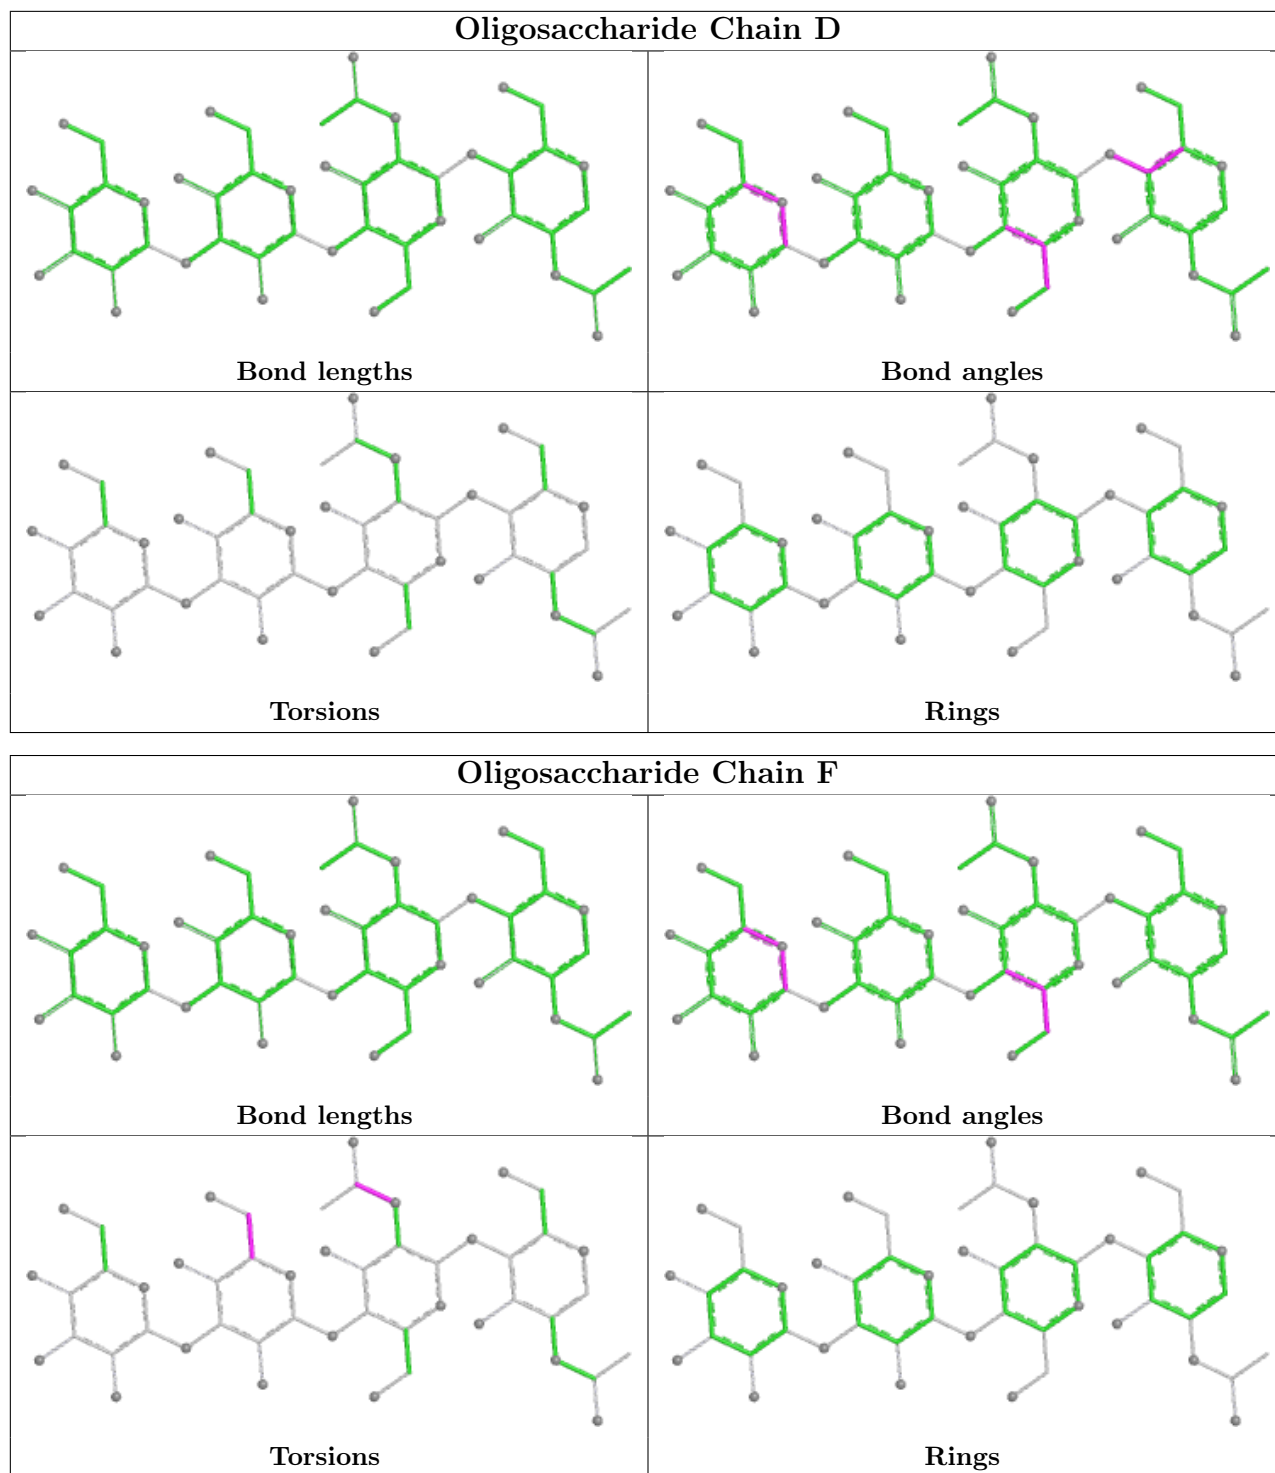 Oligosaccharide Chain D
Bond lengths
Bond angles
Torsions
Rings
Oligosaccharide Chain F
Bond lengths
Bond angles
Torsions
Rings